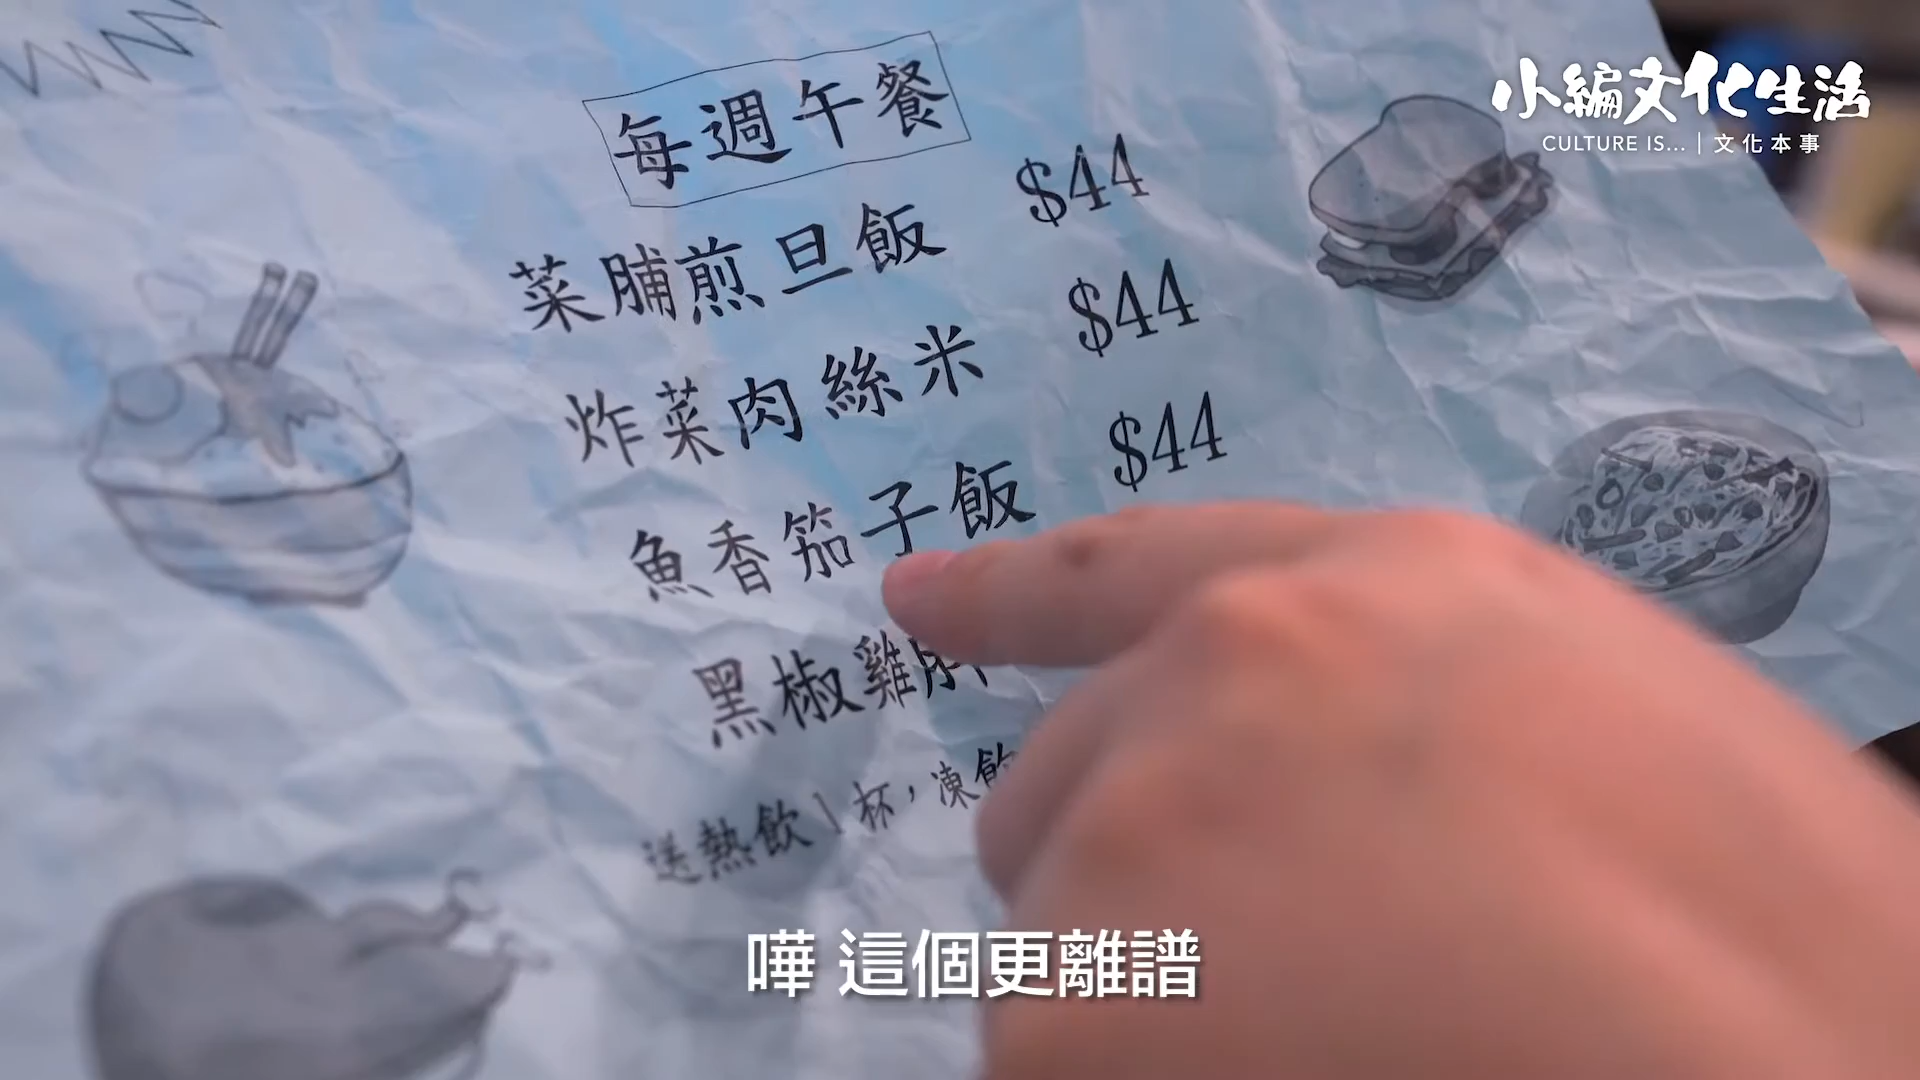 小編文化生活
CULTURE IS... | 文化本事
每週午餐
菜脯煎旦飯 $44
炸菜肉絲米 $44
魚香笳子飯 $44
黑椒雞
送熱飲1杯，凍飲
嘩 這個更離譜